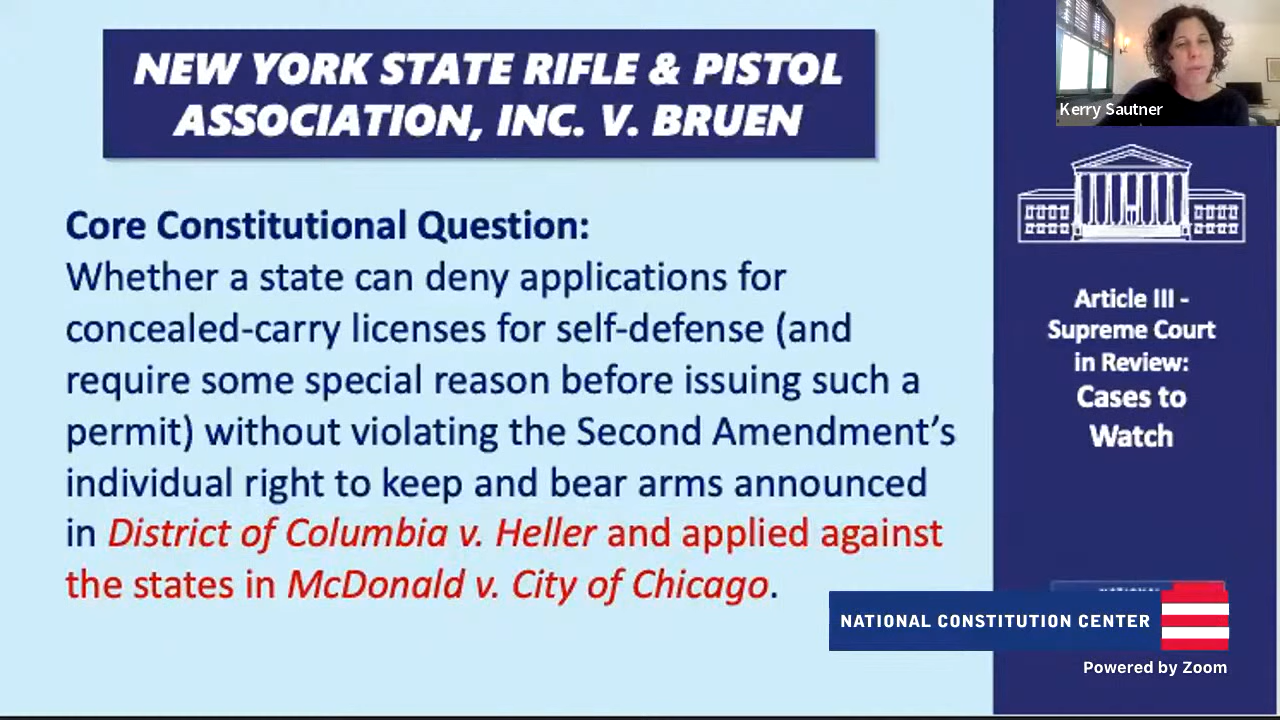 NEW YORK STATE RIFLE & PISTOL
ASSOCIATION, INC. V. BRUEN
Core Constitutional Question:
Whether a state can deny applications for
concealed-carry licenses for self-defense (and
require some special reason before issuing such a
permit) without violating the Second Amendment’s
individual right to keep and bear arms announced
in District of Columbia v. Heller and applied against
the states in McDonald v. City of Chicago.
Kerry Sautner
Article III -
Supreme Court
in Review:
Cases to
Watch
NATIONAL CONSTITUTION CENTER
Powered by Zoom